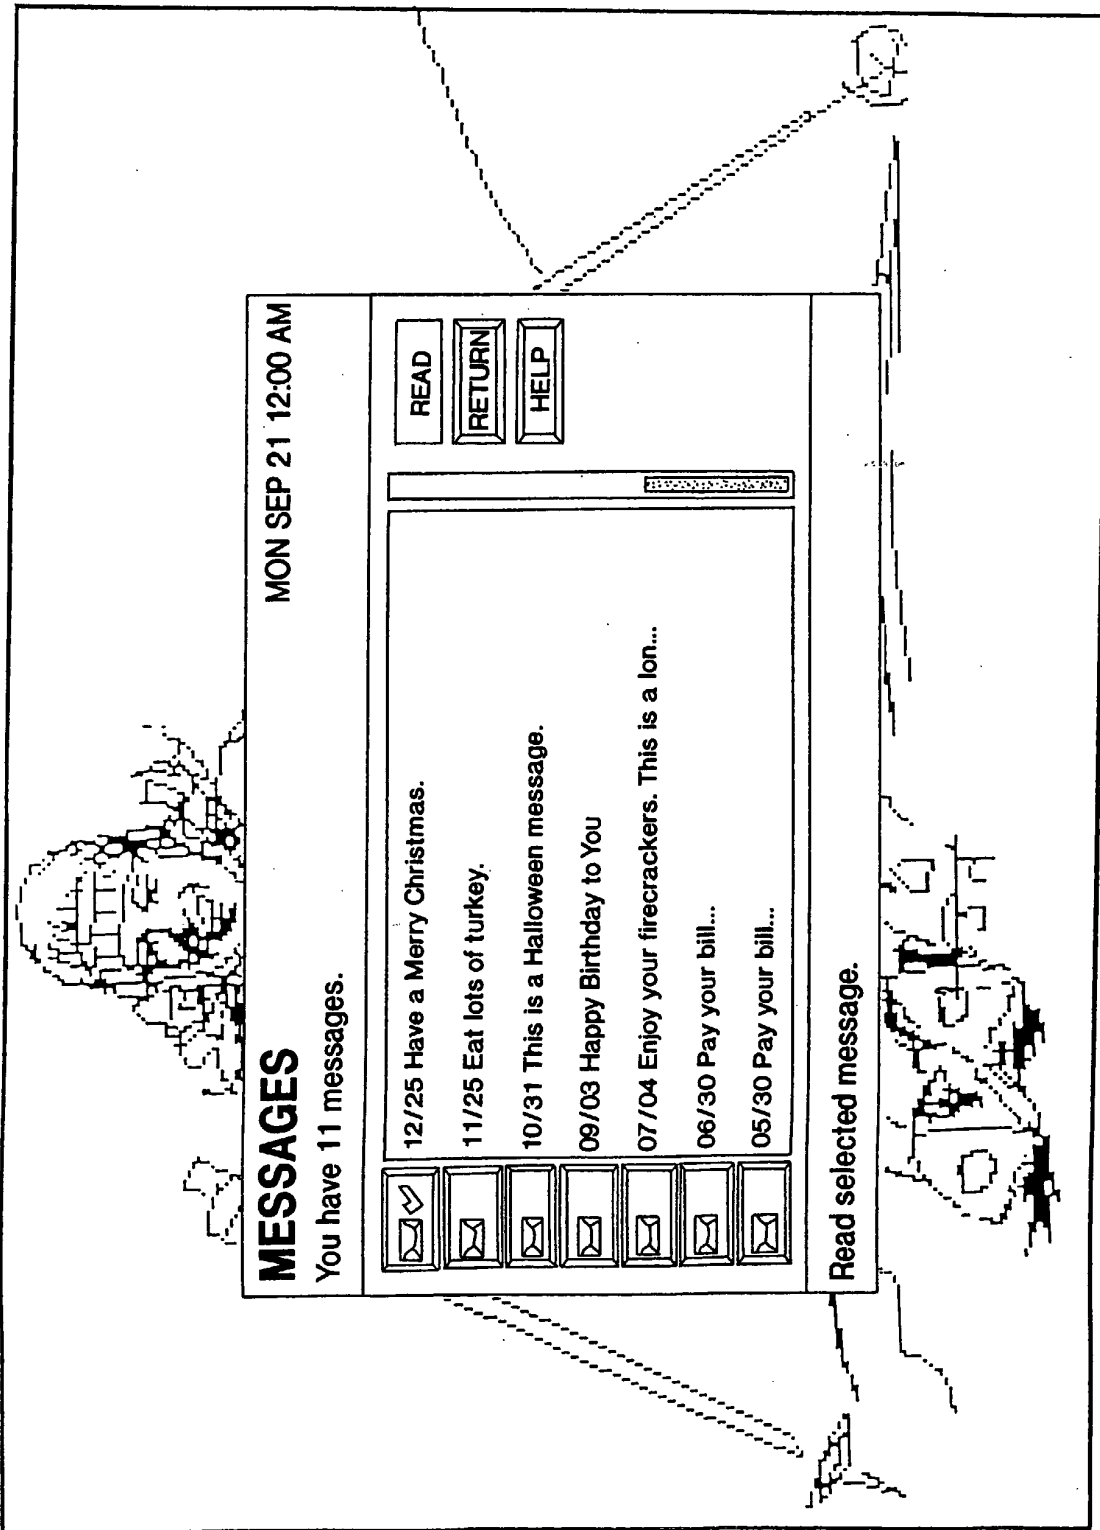 MESSAGES MON SEP 21 12:00 AM
You have 11 messages.
12/25 Have a Merry Christmas.
11/25 Eat lots of turkey.
10/31 This is a Halloween message.
09/03 Happy Birthday to You
07/04 Enjoy your firecrackers. This is a lon...
06/30 Pay your bill...
05/30 Pay your bill...
READ
RETURN
HELP
Read selected message.